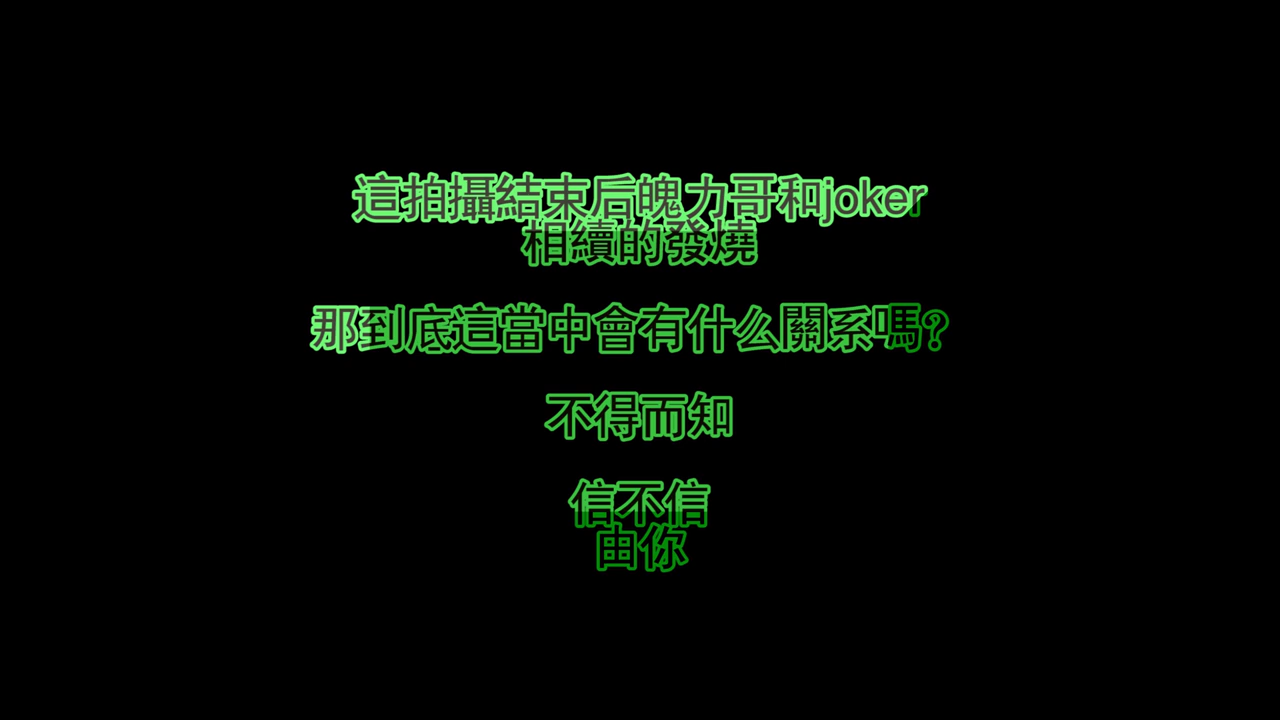 這拍攝結束后魄力哥和joker
相續的發燒
那到底這當中會有什么關系嗎?
不得而知
信不信
由你